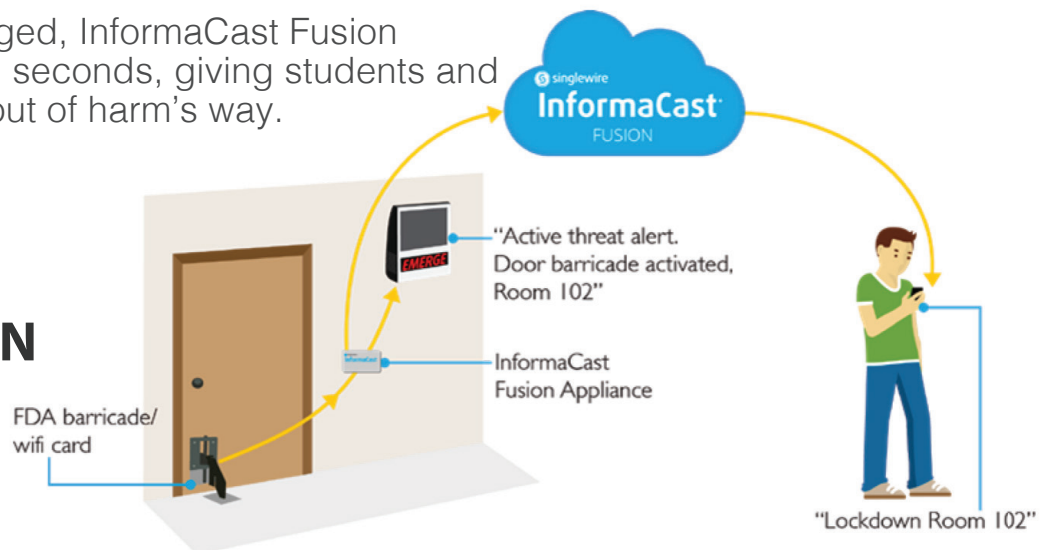 ged, InformaCast Fusion
seconds, giving students and
out of harm's way.
singlewire
InformaCast
FUSION
EMERGE
"Active threat alert.
Door barricade activated,
Room 102"
N
InformaCast
InformaCast
Fusion Appliance
FDA barricade/
wifi card
"Lockdown Room 102"